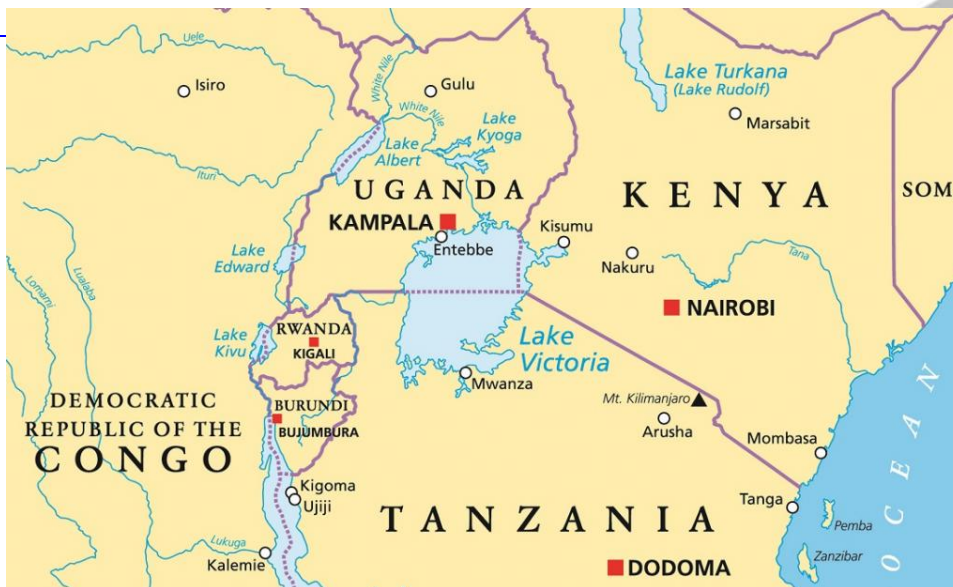 Uele
Isiro
White Nile
Gulu
White Nile
Lake
Albert
Lake
Kyoga
Lake Turkana
(Lake Rudolf)
Marsabit
Ituri
UGANDA
KENYA
SOM
KAMPALA
Entebbe
Kisumu
Nakuru
Tana
Lake
Edward
Lomami
Lualaba
NAIROBI
RWANDA
KIGALI
Lake
Kivu
Lake
Victoria
Mwanza
Mt. Kilimanjaro
Arusha
Mombasa
DEMOCRATIC
REPUBLIC OF THE
CONGO
BURUNDI
BUJUMBURA
Kigoma
Ujiji
TANZANIA
Tanga
Pemba
Zanzibar
Lukuga
Kalemie
DODOMA
OCEAN